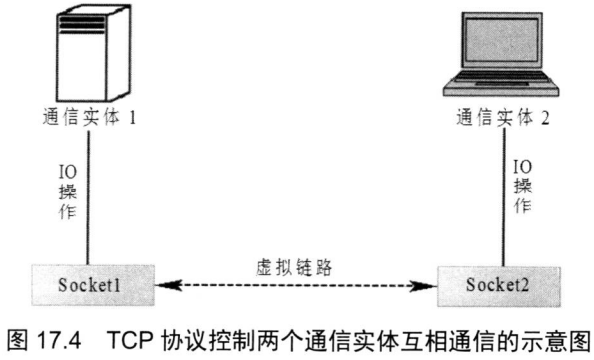 通信实体 1
通信实体 2
IO
操
作
IO
操
作
虚拟链路
Socket1
Socket2
图 17.4 TCP 协议控制两个通信实体互相通信的示意图